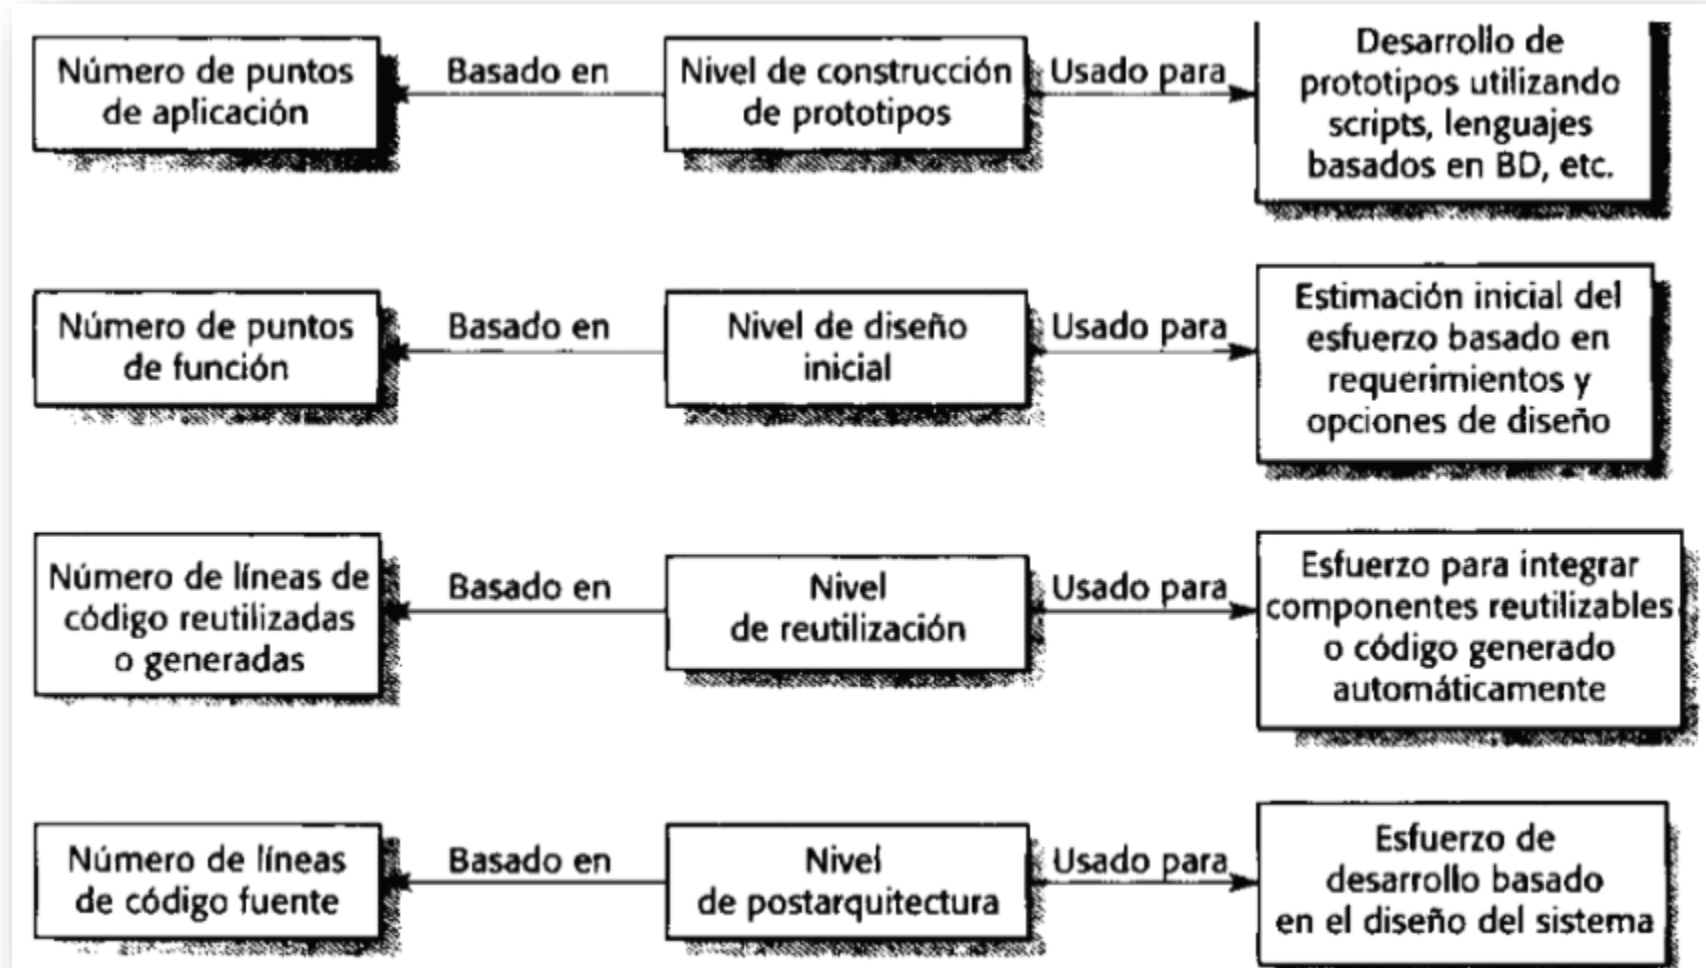 Número de puntos
de aplicación
Basado en
Nivel de construcción
de prototipos
Usado para
Desarrollo de
prototipos utilizando
scripts, lenguajes
basados en BD, etc.
Número de puntos
de función
Basado en
Nivel de diseño
inicial
Usado para
Estimación inicial del
esfuerzo basado en
requerimientos y
opciones de diseño
Número de líneas de
código reutilizadas
o generadas
Basado en
Nivel
de reutilización
Usado para
Esfuerzo para integrar
componentes reutilizables
o código generado
automáticamente
Número de líneas
de código fuente
Basado en
Nivel
de postarquitectura
Usado para
Esfuerzo de
desarrollo basado
en el diseño del sistema